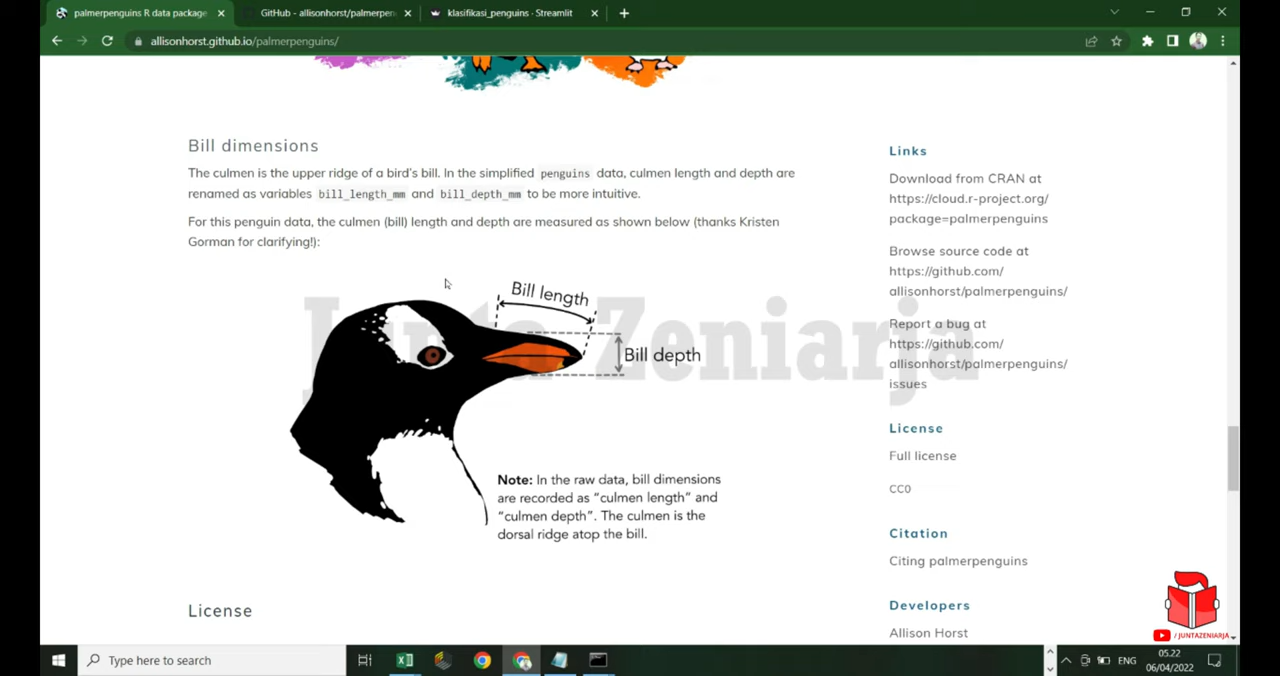 palmerpenguins R data package
GitHub - allisonhorst/palmerpen
klasifikasi_penguins · Streamlit
allisonhorst.github.io/palmerpenguins/
Bill dimensions
The culmen is the upper ridge of a bird's bill. In the simplified penguins data, culmen length and depth are
renamed as variables bill_length_mm and bill_depth_mm to be more intuitive.
For this penguin data, the culmen (bill) length and depth are measured as shown below (thanks Kristen
Gorman for clarifying!):
Bill length
Bill depth
Junta Zeniarja
Note: In the raw data, bill dimensions
are recorded as “culmen length” and
“culmen depth”. The culmen is the
dorsal ridge atop the bill.
License
Links
Download from CRAN at
https://cloud.r-project.org/
package=palmerpenguins
Browse source code at
https://github.com/
allisonhorst/palmerpenguins/
Report a bug at
https://github.com/
allisonhorst/palmerpenguins/
issues
License
Full license
CC0
Citation
Citing palmerpenguins
Developers
Allison Horst
/ JUNTAZENIARJA
Type here to search
ENG
05.22
06/04/2022